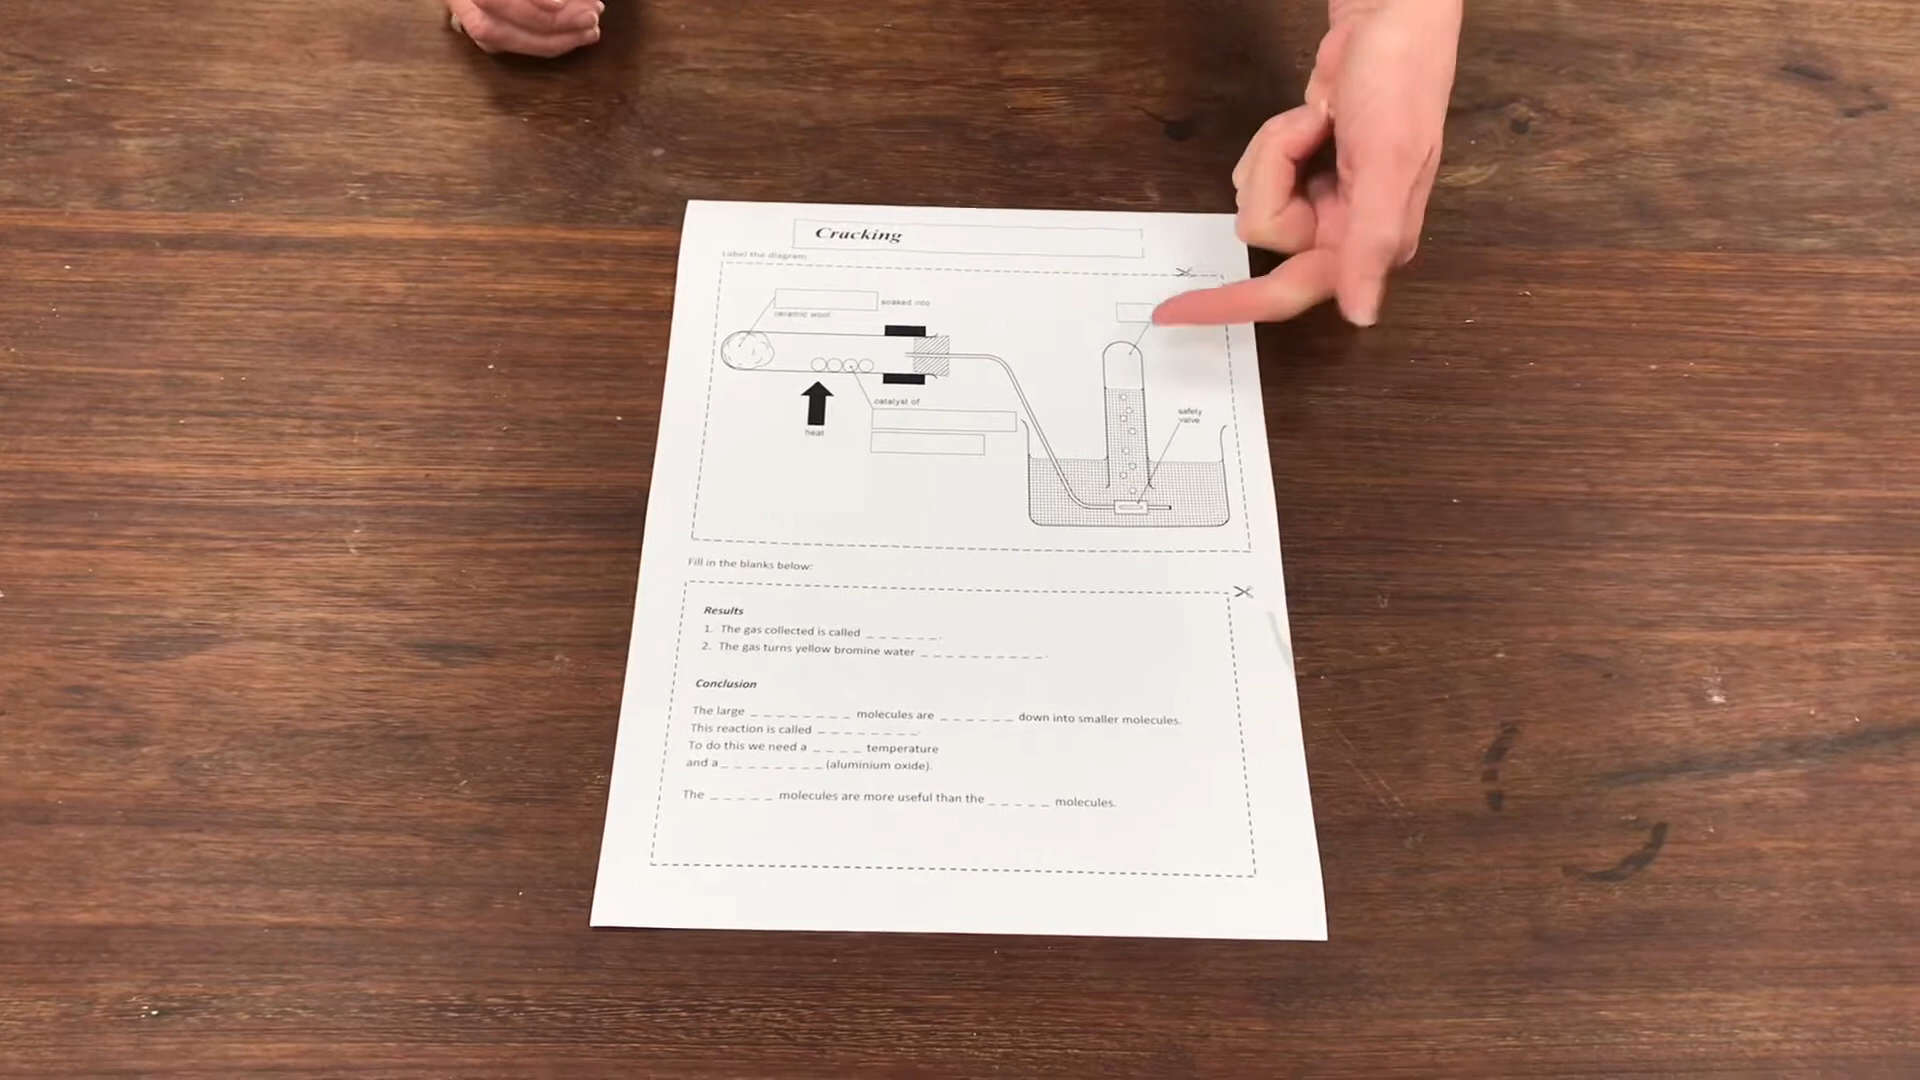 Cracking
Label the diagram
soaked into
ceramic wool
catalyst of
heat
safety
valve
Fill in the blanks below:
Results
1. The gas collected is called _ _ _ _ _ _.
2. The gas turns yellow bromine water _ _ _ _ _ _ _ _ _ _.
Conclusion
The large _ _ _ _ _ _ _ _ molecules are _ _ _ _ _ _ down into smaller molecules.
This reaction is called _ _ _ _ _ _ _ _.
To do this we need a _ _ _ _ temperature
and a _ _ _ _ _ _ _ _ (aluminium oxide).
The _ _ _ _ _ molecules are more useful than the _ _ _ _ _ molecules.